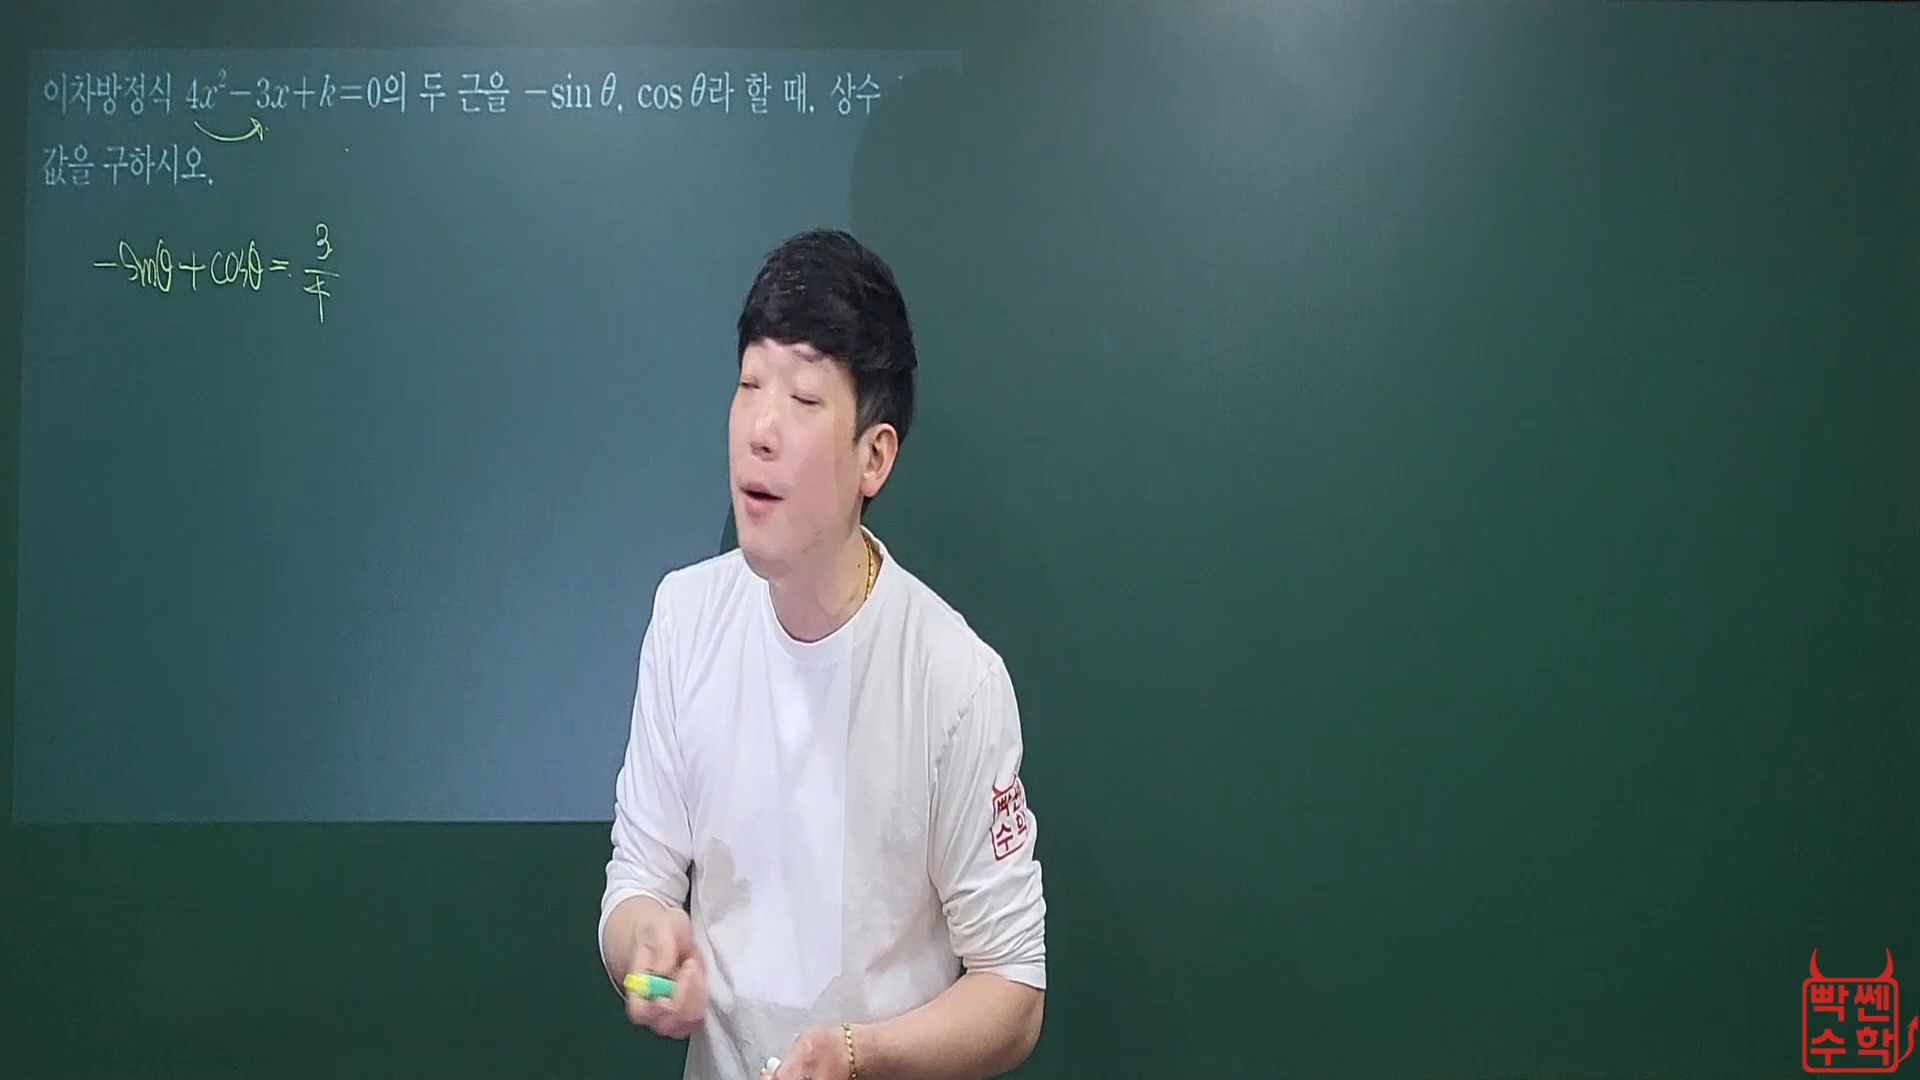 이차방정식 4x²−3x+k=0의 두 근을 −sin θ, cos θ라 할 때, 상수
값을 구하시오.
−sinθ+cosθ=3/4
빡쎈
수학
빡쎈
수학